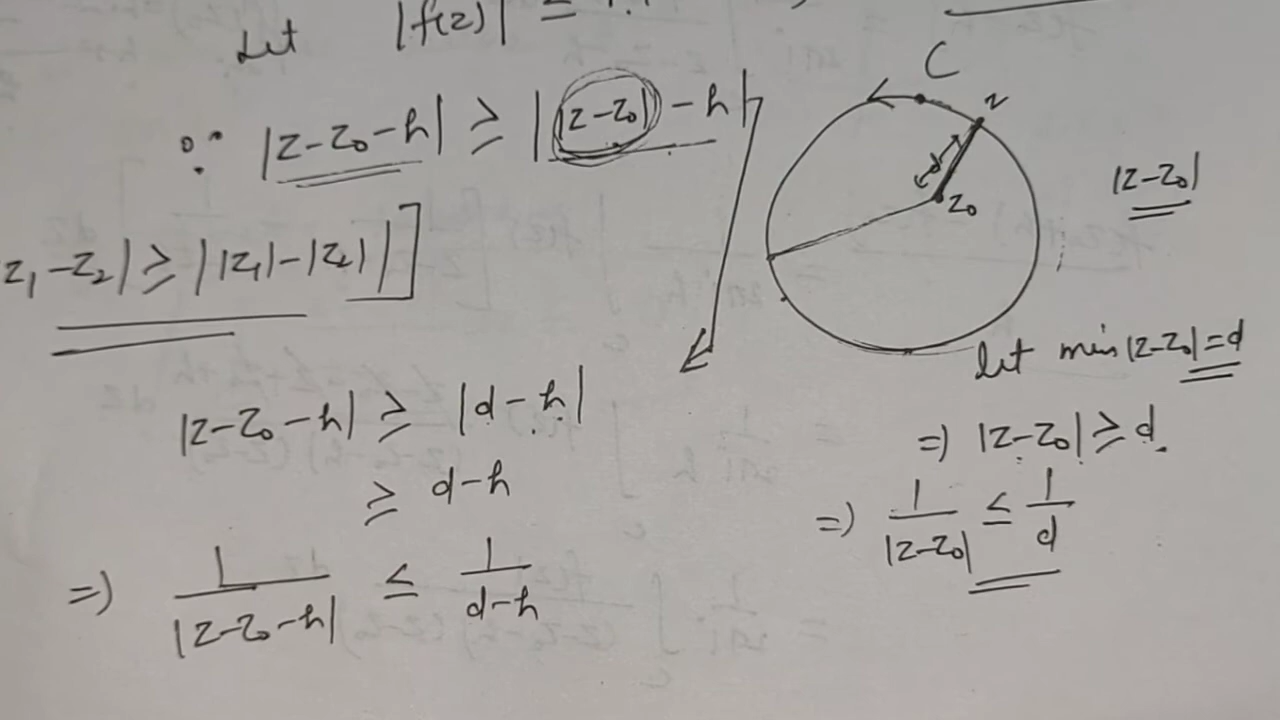 Let |f(z)| ≤
∵ |z-z₀-h| ≥ ||z-z₀| - h|
z₁-z₂| ≥ ||z₁|-|z₂||]
|z-z₀-h| ≥ |d-h|
≥ d-h
=) 1/|z-z₀-h| ≤ 1/(d-h)
C
z
d
z₀
|z-z₀|
let min |z-z₀| = d
=) |z-z₀| ≥ d.
=) 1/|z-z₀| ≤ 1/d